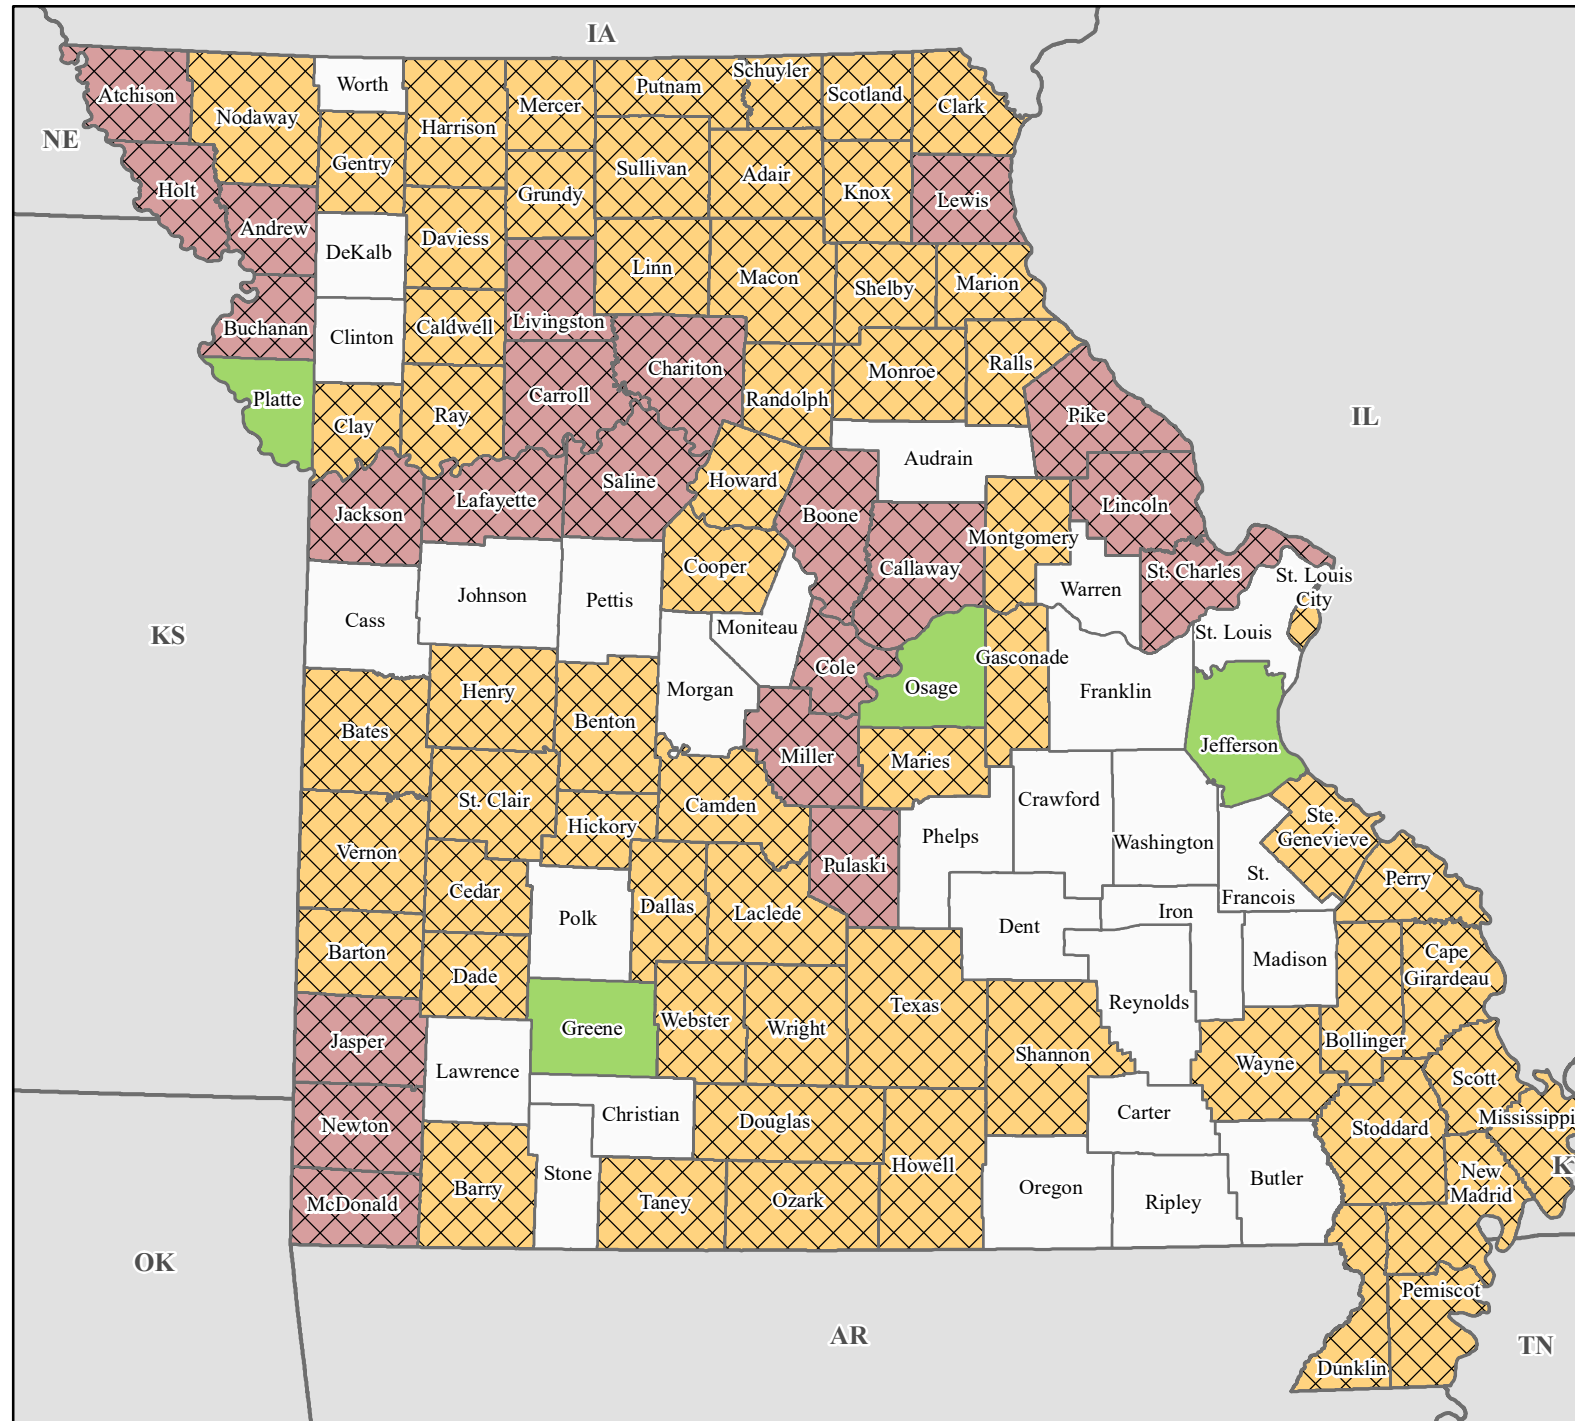 IA
Schuyler
Worth
Putnam
Atchison
Mercer
Scotland
Clark
Nodaway
Harrison
NE
Gentry
Sullivan
Adair
Holt
Grundy
Knox
Lewis
Andrew
Daviess
DeKalb
Linn
Macon
Shelby
Marion
Buchanan
Clinton
Caldwell
Livingston
Chariton
Monroe
Ralls
Platte
Carroll
Randolph
Clay
Ray
Pike
IL
Audrain
Saline
Howard
Lafayette
Jackson
Boone
Lincoln
Montgomery
Cooper
Callaway
St. Charles
St. Louis
City
Warren
Johnson
Pettis
Cass
KS
Moniteau
St. Louis
Gasconade
Cole
Osage
Morgan
Franklin
Henry
Benton
Bates
Miller
Maries
Jefferson
St. Clair
Camden
Crawford
Hickory
Phelps
Washington
Ste.
Genevieve
Vernon
Pulaski
St.
Francois
Perry
Cedar
Polk
Dallas
Laclede
Iron
Dent
Barton
Dade
Madison
Cape
Girardeau
Reynolds
Texas
Webster
Wright
Greene
Jasper
Bollinger
Shannon
Wayne
Lawrence
Scott
Christian
Douglas
Carter
Newton
Stoddard
Mississippi
K
Stone
Howell
Barry
McDonald
Taney
Ozark
Oregon
Ripley
Butler
New
Madrid
OK
Pemiscot
AR
TN
Dunklin